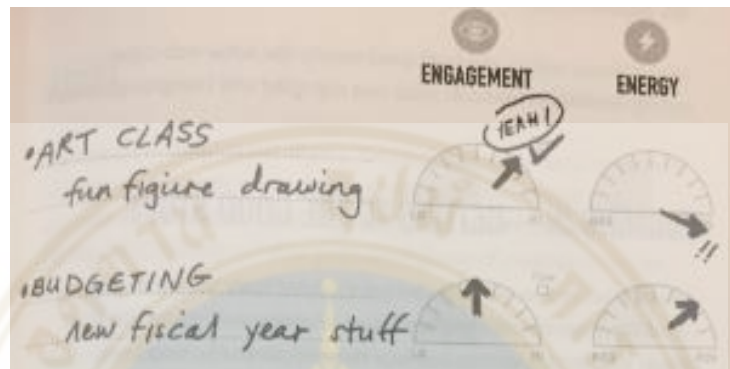 ENGAGEMENT ENERGY
YEAH!
•ART CLASS
fun figure drawing
!!
•BUDGETING
new fiscal year stuff